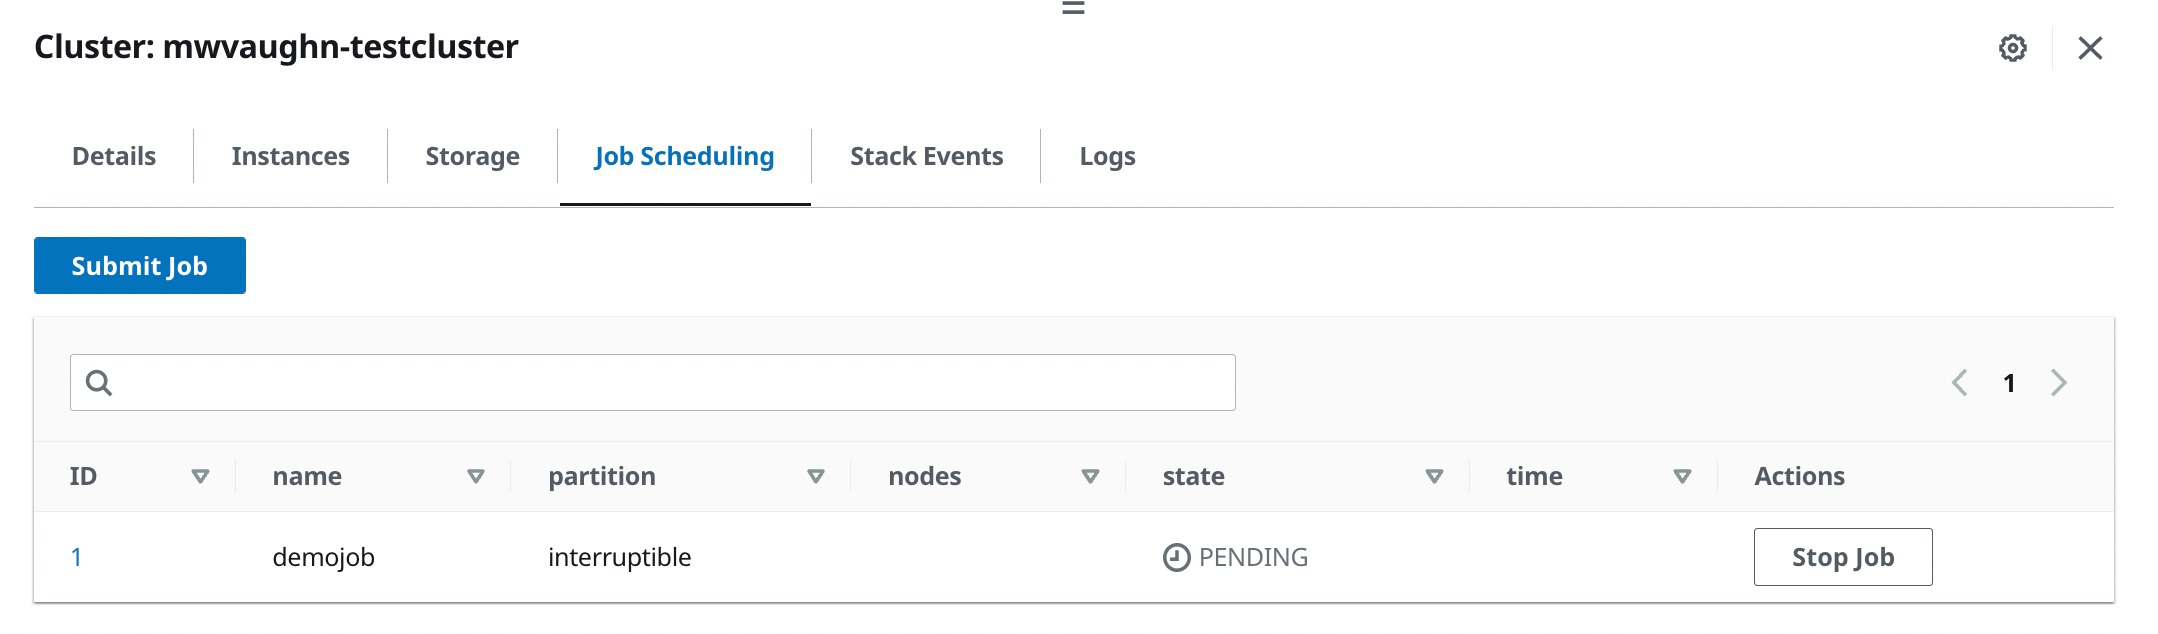 Cluster: mwvaughn-testcluster
Details Instances Storage Job Scheduling Stack Events Logs
Submit Job
1
ID name partition nodes state time Actions
1 demojob interruptible PENDING Stop Job